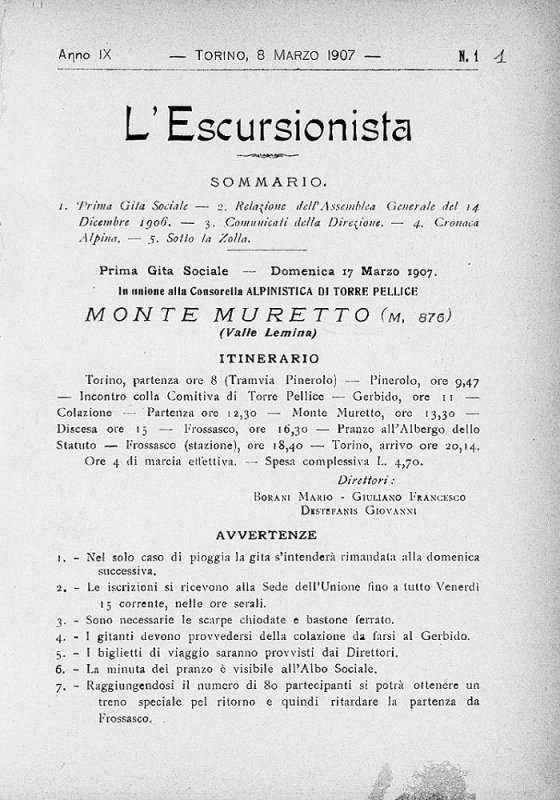 Anno IX — TORINO, 8 MARZO 1907 — N. 1 1
L'Escursionista
SOMMARIO.
1. Prima Gita Sociale — 2. Relazione dell'Assemblea Generale del 14
Dicembre 1906. — 3. Comunicati della Direzione. — 4. Cronaca
Alpina. — 5. Sotto la Zolla.
Prima Gita Sociale — Domenica 17 Marzo 1907.
In unione alla Consorella ALPINISTICA DI TORRE PELLICE
MONTE MURETTO (M, 876)
(Valle Lemina)
ITINERARIO
Torino, partenza ore 8 (Tramvia Pinerolo) — Pinerolo, ore 9,47
— Incontro colla Comitiva di Torre Pellice — Gerbido, ore 11 —
Colazione — Partenza ore 12,30 — Monte Muretto, ore 13,30 —
Discesa ore 15 — Frossasco, ore 16,30 — Pranzo all'Albergo dello
Statuto — Frossasco (stazione), ore 18,40 — Torino, arrivo ore 20,14.
Ore 4 di marcia effettiva. — Spesa complessiva L. 4,70.
Direttori:
BORANI MARIO - GIULIANO FRANCESCO
DESTEFANIS GIOVANNI
AVVERTENZE
1. - Nel solo caso di pioggia la gita s'intenderà rimandata alla domenica
successiva.
2. - Le iscrizioni si ricevono alla Sede dell'Unione fino a tutto Venerdì
15 corrente, nelle ore serali.
3. - Sono necessarie le scarpe chiodate e bastone ferrato.
4. - I gitanti devono provvedersi della colazione da farsi al Gerbido.
5. - I biglietti di viaggio saranno provvisti dai Direttori.
6. - La minuta del pranzo è visibile all'Albo Sociale.
7. - Raggiungendosi il numero di 80 partecipanti si potrà ottenere un
treno speciale pel ritorno e quindi ritardare la partenza da
Frossasco.